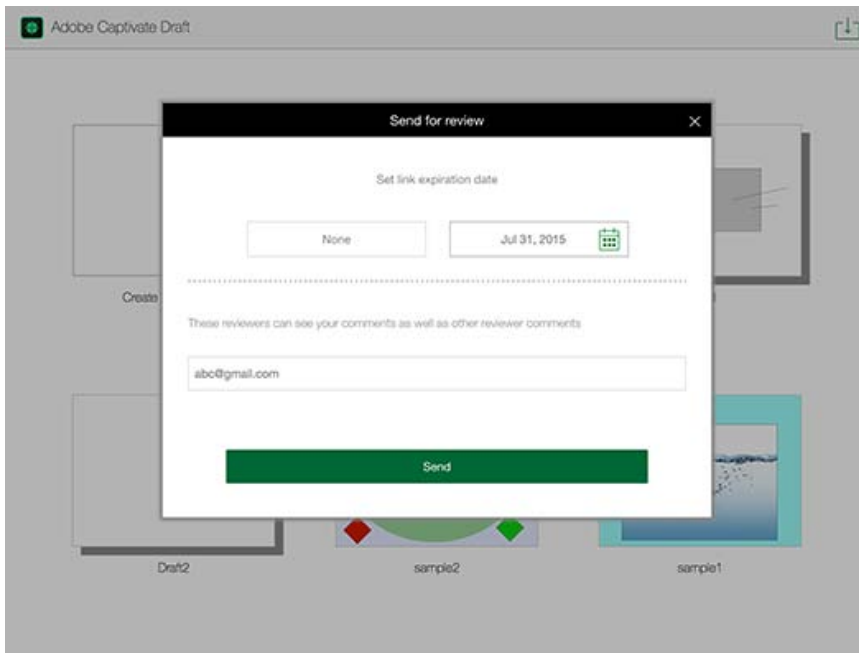 Adobe Captivate Draft
Send for review
Set link expiration date
None
Jul 31, 2015
These reviewers can see your comments as well as other reviewer comments
Create
abc@gmail.com
Send
Draft2
sample2
sample1